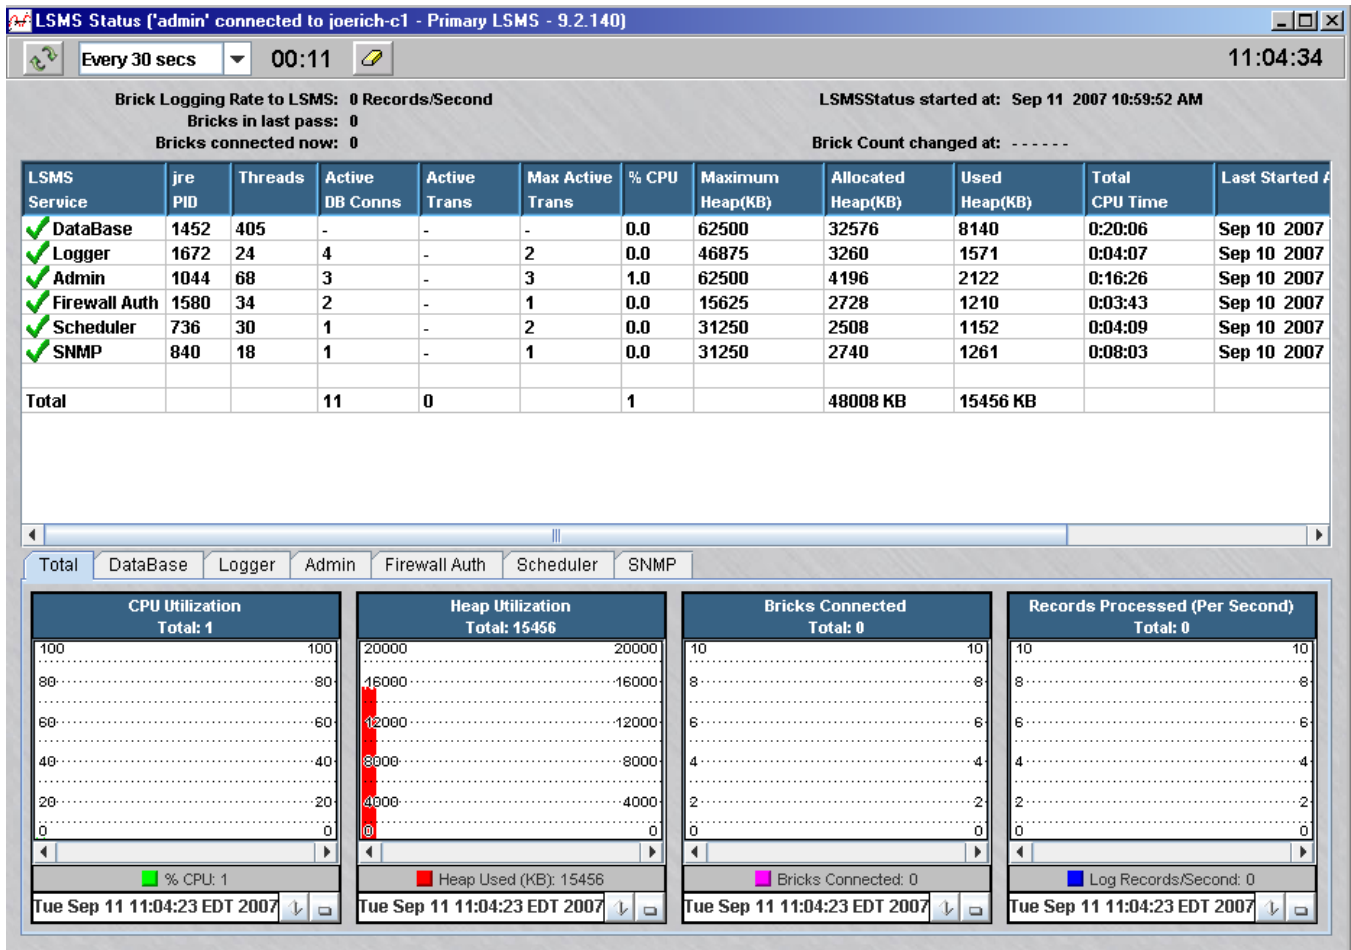 LSMS Status ('admin' connected to joerich-c1 - Primary LSMS - 9.2.140)
Every 30 secs 00:11 11:04:34
Brick Logging Rate to LSMS: 0 Records/Second LSMSStatus started at: Sep 11 2007 10:59:52 AM
Bricks in last pass: 0
Bricks connected now: 0 Brick Count changed at: - - - - - -
LSMS jre Threads Active Active Max Active % CPU Maximum Allocated Used Total Last Started A
Service PID DB Conns Trans Trans Heap(KB) Heap(KB) Heap(KB) CPU Time
DataBase 1452 405 - - - 0.0 62500 32576 8140 0:20:06 Sep 10 2007
Logger 1672 24 4 - 2 0.0 46875 3260 1571 0:04:07 Sep 10 2007
Admin 1044 68 3 - 3 1.0 62500 4196 2122 0:16:26 Sep 10 2007
Firewall Auth 1580 34 2 - 1 0.0 15625 2728 1210 0:03:43 Sep 10 2007
Scheduler 736 30 1 - 2 0.0 31250 2508 1152 0:04:09 Sep 10 2007
SNMP 840 18 1 - 1 0.0 31250 2740 1261 0:08:03 Sep 10 2007
Total 11 0 1 48008 KB 15456 KB
Total DataBase Logger Admin Firewall Auth Scheduler SNMP
CPU Utilization Heap Utilization Bricks Connected Records Processed (Per Second)
Total: 1 Total: 15456 Total: 0 Total: 0
100 100 20000 20000 10 10 10 10
80 80 16000 16000 8 8 8 8
60 60 12000 12000 6 6 6 6
40 40 8000 8000 4 4 4 4
20 20 4000 4000 2 2 2 2
0 0 0 0 0 0 0 0
% CPU: 1 Heap Used (KB): 15456 Bricks Connected: 0 Log Records/Second: 0
Tue Sep 11 11:04:23 EDT 2007 Tue Sep 11 11:04:23 EDT 2007 Tue Sep 11 11:04:23 EDT 2007 Tue Sep 11 11:04:23 EDT 2007